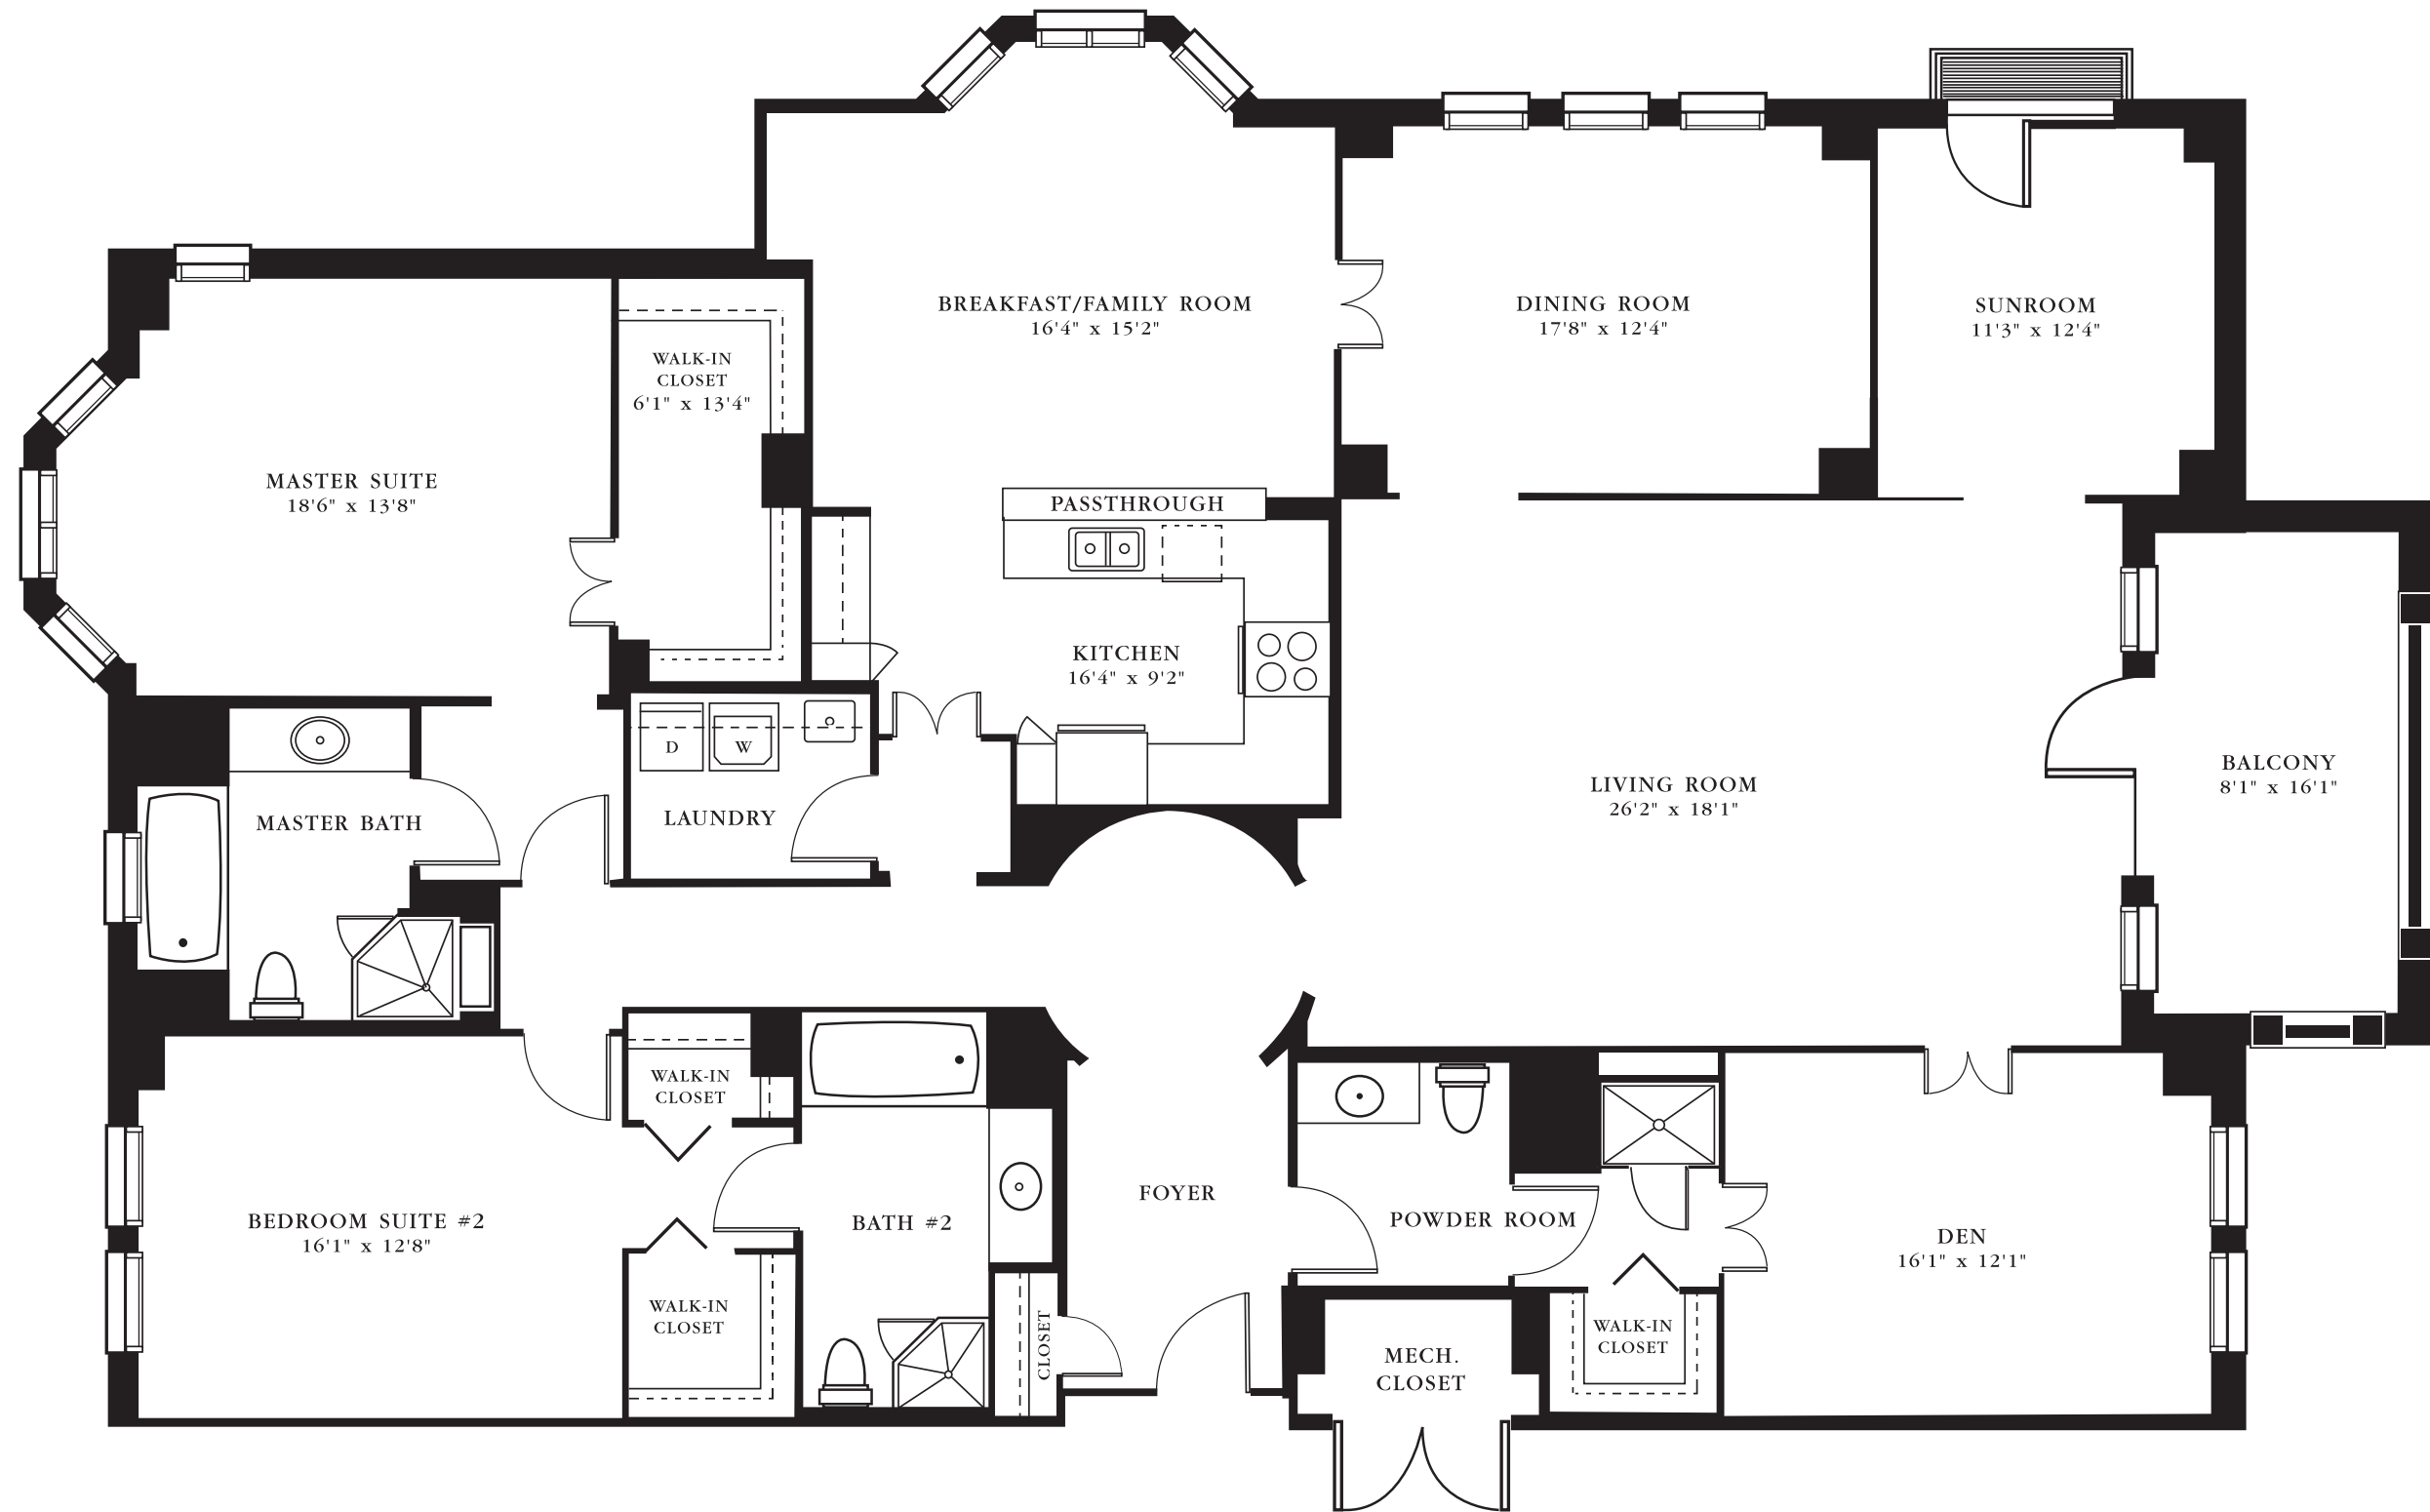 BREAKFAST/FAMILY ROOM
16'4" x 15'2"
DINING ROOM
17'8" x 12'4"
SUNROOM
11'3" x 12'4"
WALK-IN
CLOSET
6'1" x 13'4"
MASTER SUITE
18'6" x 13'8"
PASSTHROUGH
KITCHEN
16'4" x 9'2"
D
W
LAUNDRY
MASTER BATH
LIVING ROOM
26'2" x 18'1"
BALCONY
8'1" x 16'1"
WALK-IN
CLOSET
FOYER
BEDROOM SUITE #2
16'1" x 12'8"
BATH #2
POWDER ROOM
DEN
16'1" x 12'1"
WALK-IN
CLOSET
CLOSET
WALK-IN
CLOSET
MECH.
CLOSET